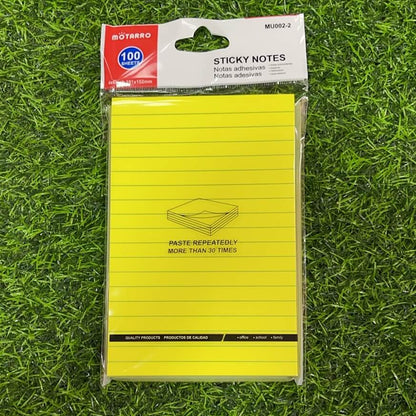 MOTARRO
MU002-2
100
SHEETS
STICKY NOTES
Notas adhesivas
Notas adesivas
101x150mm
PASTE REPEATEDLY
MORE THAN 30 TIMES
QUALITY PRODUCTS PRODUCTOS DE CALIDAD • office • school • family